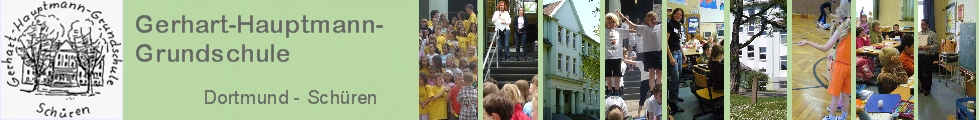 Gerhart-Hauptmann-Grundschule
Schüren
Gerhart-Hauptmann-
Grundschule
Dortmund - Schüren